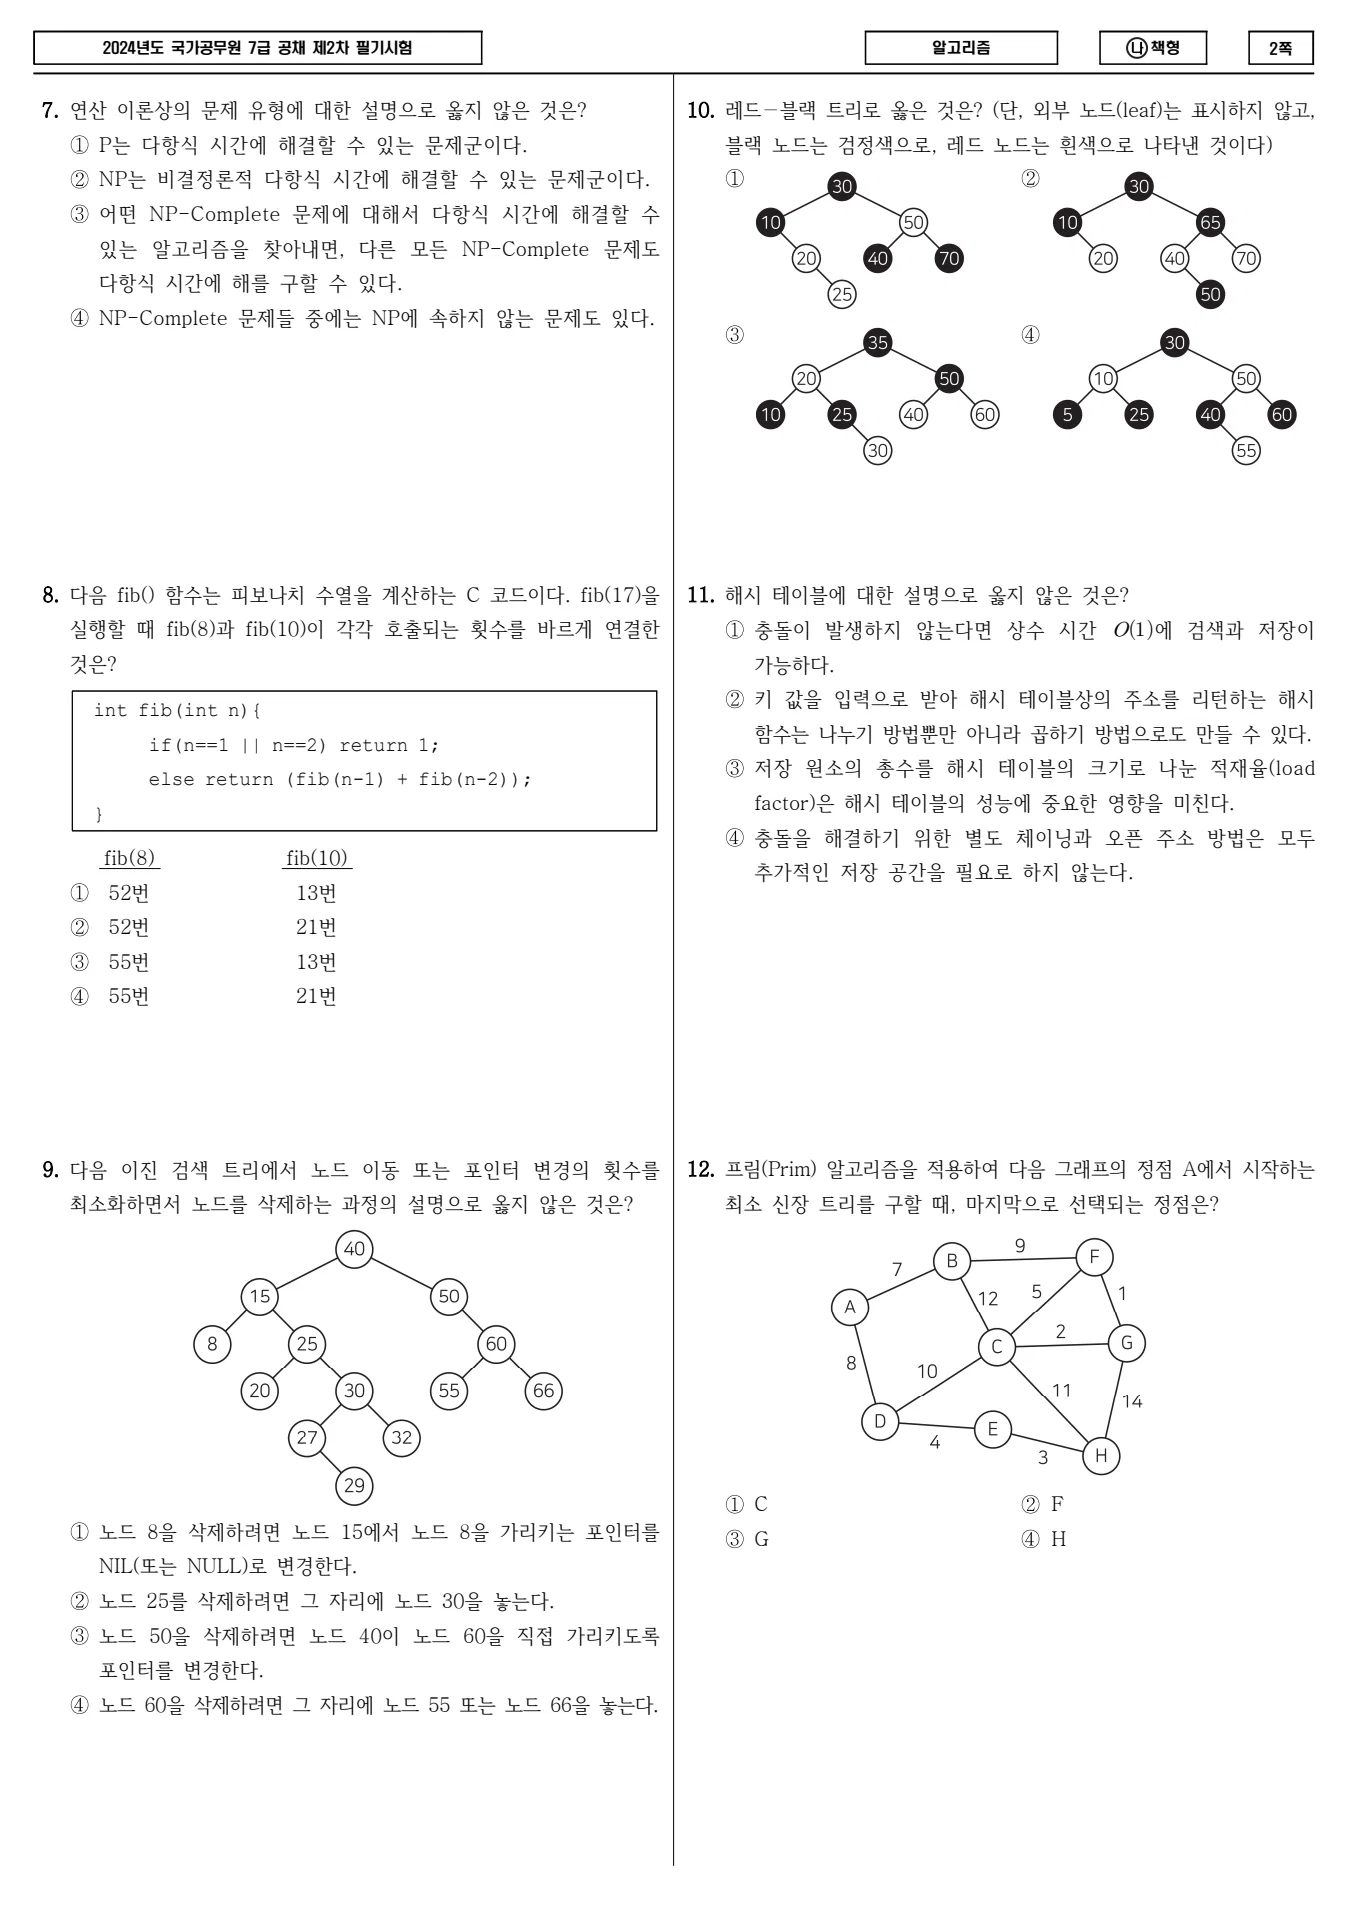 2024년도 국가공무원 7급 공채 제2차 필기시험
알고리즘
㉯ 책형
2쪽
7. 연산 이론상의 문제 유형에 대한 설명으로 옳지 않은 것은?
① P는 다항식 시간에 해결할 수 있는 문제군이다.
② NP는 비결정론적 다항식 시간에 해결할 수 있는 문제군이다.
③ 어떤 NP-Complete 문제에 대해서 다항식 시간에 해결할 수
있는 알고리즘을 찾아내면, 다른 모든 NP-Complete 문제도
다항식 시간에 해를 구할 수 있다.
④ NP-Complete 문제들 중에는 NP에 속하지 않는 문제도 있다.
8. 다음 fib() 함수는 피보나치 수열을 계산하는 C 코드이다. fib(17)을
실행할 때 fib(8)과 fib(10)이 각각 호출되는 횟수를 바르게 연결한
것은?
int fib(int n){
if(n==1 || n==2) return 1;
else return (fib(n-1) + fib(n-2));
}
fib(8) fib(10)
① 52번 13번
② 52번 21번
③ 55번 13번
④ 55번 21번
9. 다음 이진 검색 트리에서 노드 이동 또는 포인터 변경의 횟수를
최소화하면서 노드를 삭제하는 과정의 설명으로 옳지 않은 것은?
40
15 50
8 25 60
20 30 55 66
27 32
29
① 노드 8을 삭제하려면 노드 15에서 노드 8을 가리키는 포인터를
NIL(또는 NULL)로 변경한다.
② 노드 25를 삭제하려면 그 자리에 노드 30을 놓는다.
③ 노드 50을 삭제하려면 노드 40이 노드 60을 직접 가리키도록
포인터를 변경한다.
④ 노드 60을 삭제하려면 그 자리에 노드 55 또는 노드 66을 놓는다.
10. 레드-블랙 트리로 옳은 것은? (단, 외부 노드(leaf)는 표시하지 않고,
블랙 노드는 검정색으로, 레드 노드는 흰색으로 나타낸 것이다)
①
30
10 50
20 40 70
25
②
30
10 65
20 40 70
50
③
35
20 50
10 25 40 60
30
④
30
10 50
5 25 40 60
55
11. 해시 테이블에 대한 설명으로 옳지 않은 것은?
① 충돌이 발생하지 않는다면 상수 시간 O(1)에 검색과 저장이
가능하다.
② 키 값을 입력으로 받아 해시 테이블상의 주소를 리턴하는 해시
함수는 나누기 방법뿐만 아니라 곱하기 방법으로도 만들 수 있다.
③ 저장 원소의 총수를 해시 테이블의 크기로 나눈 적재율(load
factor)은 해시 테이블의 성능에 중요한 영향을 미친다.
④ 충돌을 해결하기 위한 별도 체이닝과 오픈 주소 방법은 모두
추가적인 저장 공간을 필요로 하지 않는다.
12. 프림(Prim) 알고리즘을 적용하여 다음 그래프의 정점 A에서 시작하는
최소 신장 트리를 구할 때, 마지막으로 선택되는 정점은?
9
B F
7
5 1
12
A
2
C G
8
10
11
14
D E
4
3 H
① C ② F
③ G ④ H